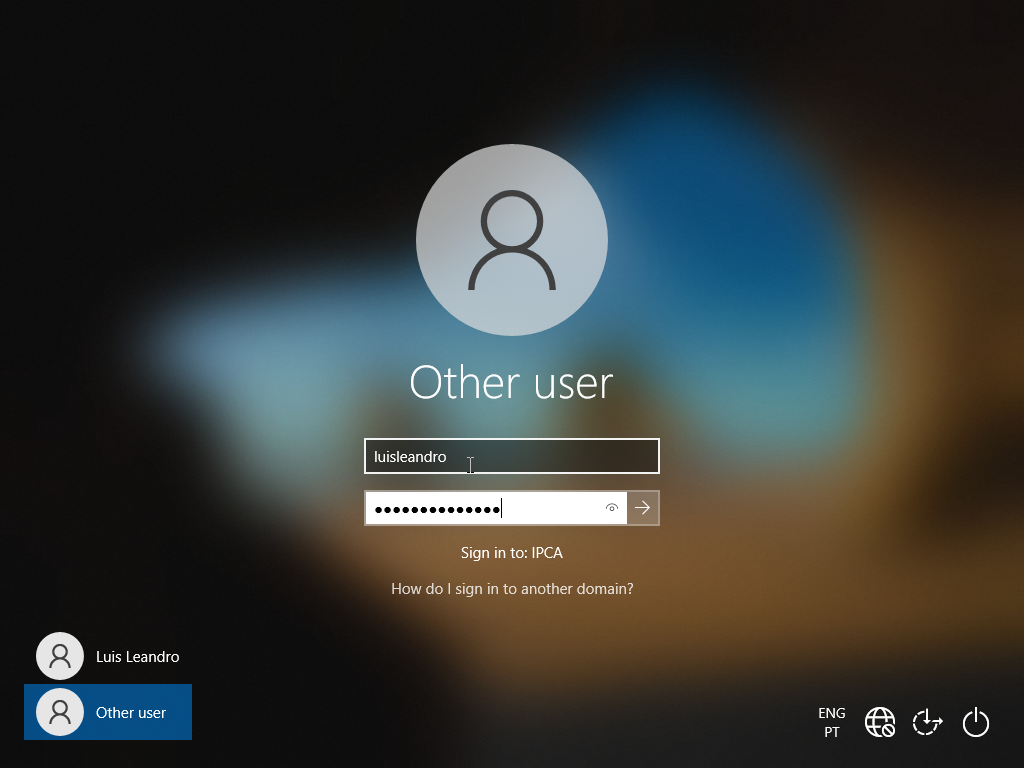 Other user
luisleandro
●●●●●●●●●●●●●●
Sign in to: IPCA
How do I sign in to another domain?
Luis Leandro
Other user
ENG
PT